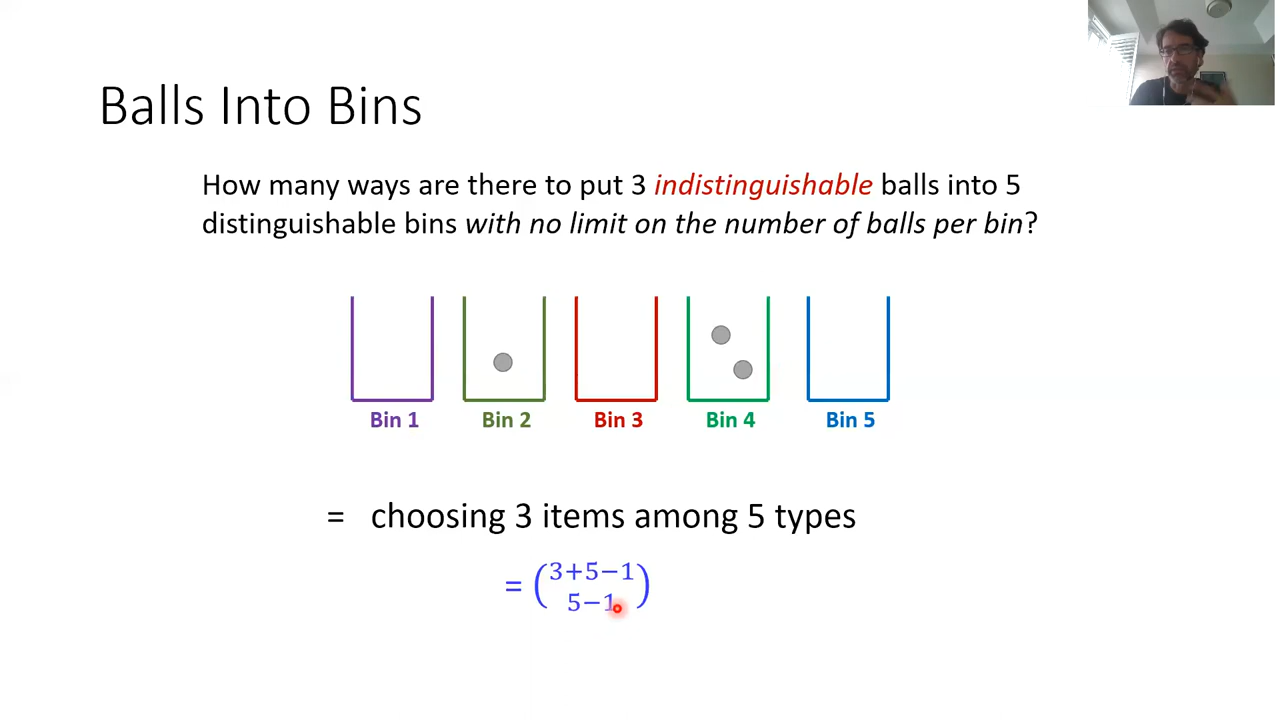 Balls Into Bins
How many ways are there to put 3 indistinguishable balls into 5
distinguishable bins with no limit on the number of balls per bin?
Bin 1 Bin 2 Bin 3 Bin 4 Bin 5
= choosing 3 items among 5 types
= (3+5−1
5−1)